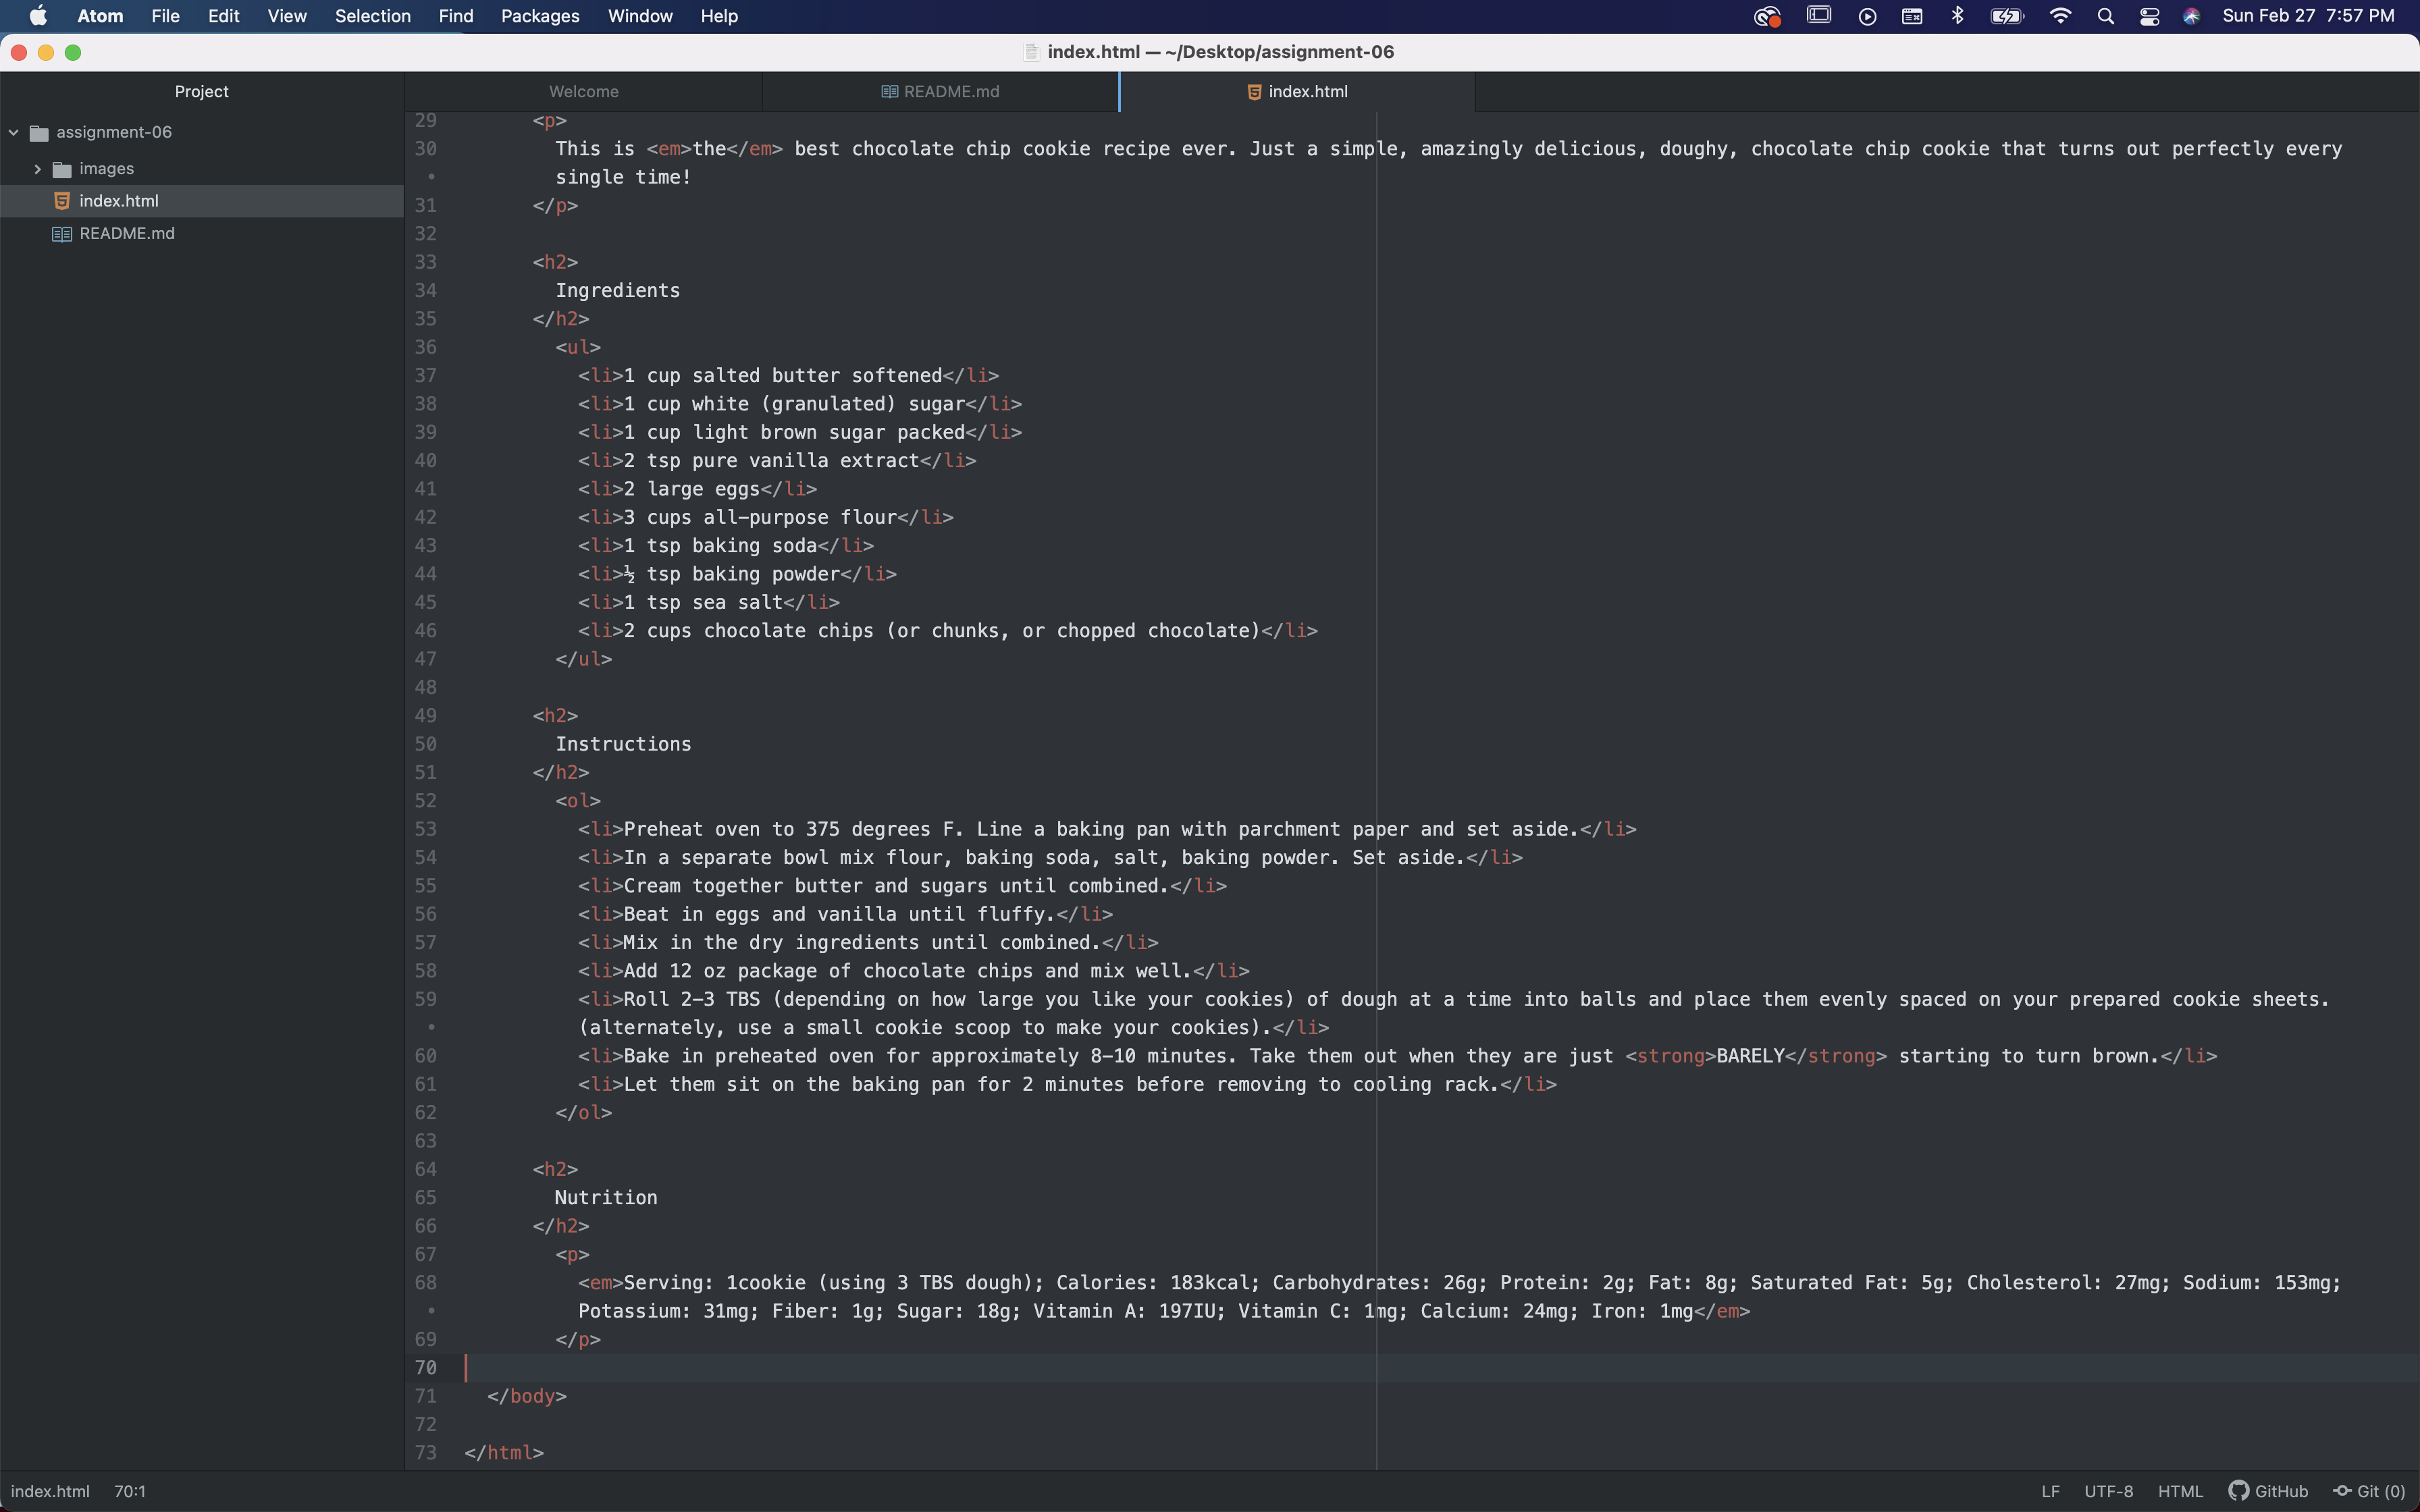 Atom File Edit View Selection Find Packages Window Help Sun Feb 27 7:57 PM
index.html — ~/Desktop/assignment-06
Project
Welcome
README.md
index.html
assignment-06
images
index.html
README.md
29 <p>
30 This is <em>the</em> best chocolate chip cookie recipe ever. Just a simple, amazingly delicious, doughy, chocolate chip cookie that turns out perfectly every
• single time!
31 </p>
32
33 <h2>
34 Ingredients
35 </h2>
36 <ul>
37 <li>1 cup salted butter softened</li>
38 <li>1 cup white (granulated) sugar</li>
39 <li>1 cup light brown sugar packed</li>
40 <li>2 tsp pure vanilla extract</li>
41 <li>2 large eggs</li>
42 <li>3 cups all-purpose flour</li>
43 <li>1 tsp baking soda</li>
44 <li>½ tsp baking powder</li>
45 <li>1 tsp sea salt</li>
46 <li>2 cups chocolate chips (or chunks, or chopped chocolate)</li>
47 </ul>
48
49 <h2>
50 Instructions
51 </h2>
52 <ol>
53 <li>Preheat oven to 375 degrees F. Line a baking pan with parchment paper and set aside.</li>
54 <li>In a separate bowl mix flour, baking soda, salt, baking powder. Set aside.</li>
55 <li>Cream together butter and sugars until combined.</li>
56 <li>Beat in eggs and vanilla until fluffy.</li>
57 <li>Mix in the dry ingredients until combined.</li>
58 <li>Add 12 oz package of chocolate chips and mix well.</li>
59 <li>Roll 2-3 TBS (depending on how large you like your cookies) of dough at a time into balls and place them evenly spaced on your prepared cookie sheets.
• (alternately, use a small cookie scoop to make your cookies).</li>
60 <li>Bake in preheated oven for approximately 8-10 minutes. Take them out when they are just <strong>BARELY</strong> starting to turn brown.</li>
61 <li>Let them sit on the baking pan for 2 minutes before removing to cooling rack.</li>
62 </ol>
63
64 <h2>
65 Nutrition
66 </h2>
67 <p>
68 <em>Serving: 1cookie (using 3 TBS dough); Calories: 183kcal; Carbohydrates: 26g; Protein: 2g; Fat: 8g; Saturated Fat: 5g; Cholesterol: 27mg; Sodium: 153mg;
• Potassium: 31mg; Fiber: 1g; Sugar: 18g; Vitamin A: 197IU; Vitamin C: 1mg; Calcium: 24mg; Iron: 1mg</em>
69 </p>
70
71 </body>
72
73 </html>
index.html 70:1 LF UTF-8 HTML GitHub Git (0)